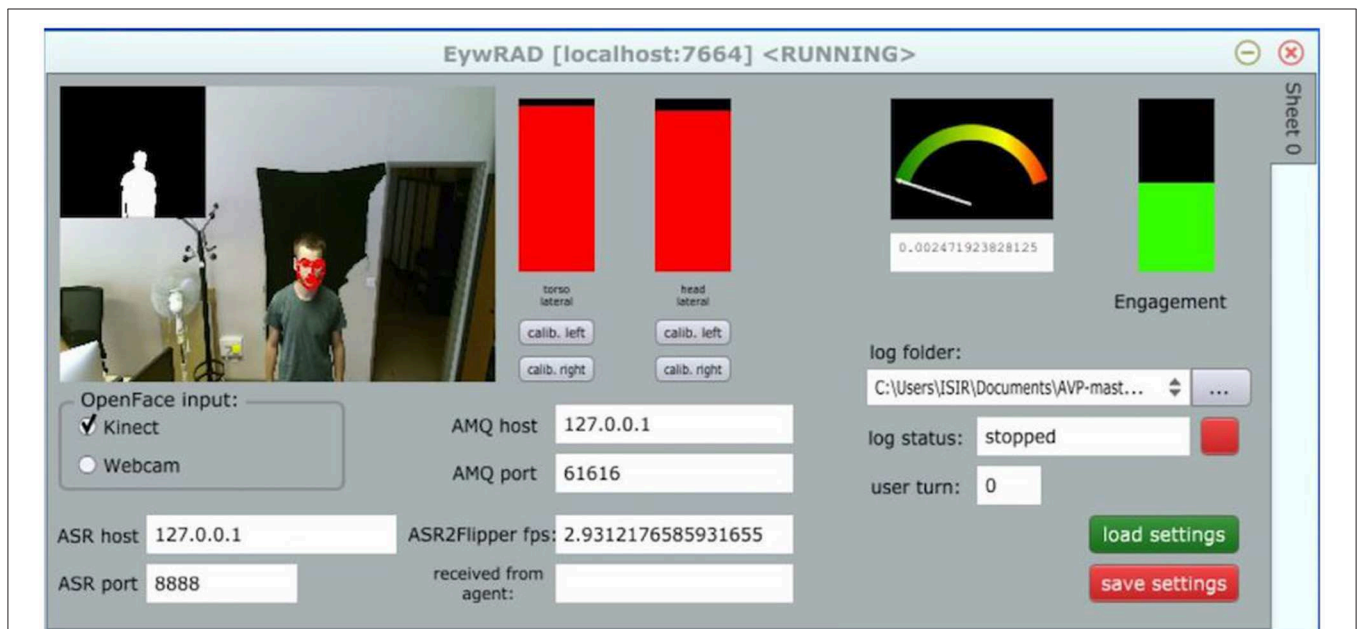 EywRAD [localhost:7664] <RUNNING>
Sheet 0
torso
lateral
head
lateral
calib. left
calib. left
calib. right
calib. right
0.002471923828125
Engagement
log folder:
C:\Users\ISIR\Documents\AVP-mast...
...
OpenFace input:
Kinect
Webcam
AMQ host 127.0.0.1
AMQ port 61616
log status: stopped
user turn: 0
ASR host 127.0.0.1
ASR2Flipper fps: 2.9312176585931655
load settings
ASR port 8888
received from
agent:
save settings